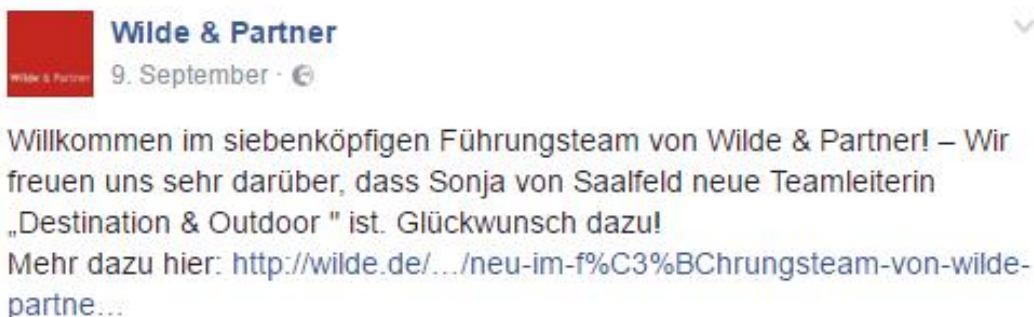 Wilde & Partner
Wilde & Partner
9. September ·
Willkommen im siebenköpfigen Führungsteam von Wilde & Partner! – Wir
freuen uns sehr darüber, dass Sonja von Saalfeld neue Teamleiterin
„Destination & Outdoor " ist. Glückwunsch dazu!
Mehr dazu hier: http://wilde.de/…/neu-im-f%C3%BChrungsteam-von-wilde-
partne…